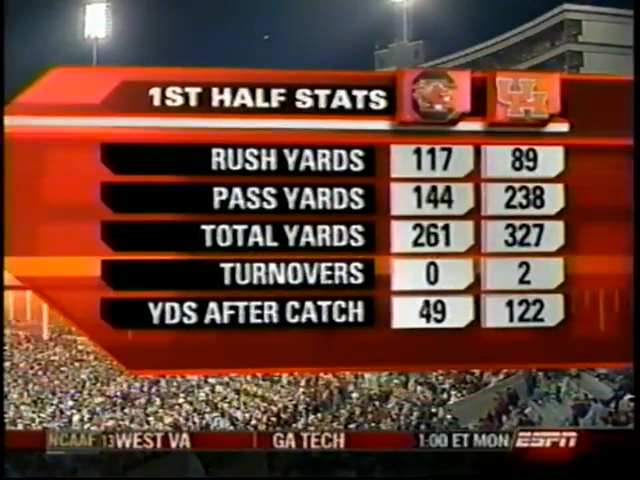 1ST HALF STATS C UH
RUSH YARDS 117 89
PASS YARDS 144 238
TOTAL YARDS 261 327
TURNOVERS 0 2
YDS AFTER CATCH 49 122
NCAAF 13 WEST VA GA TECH 1:00 ET MON ESPN